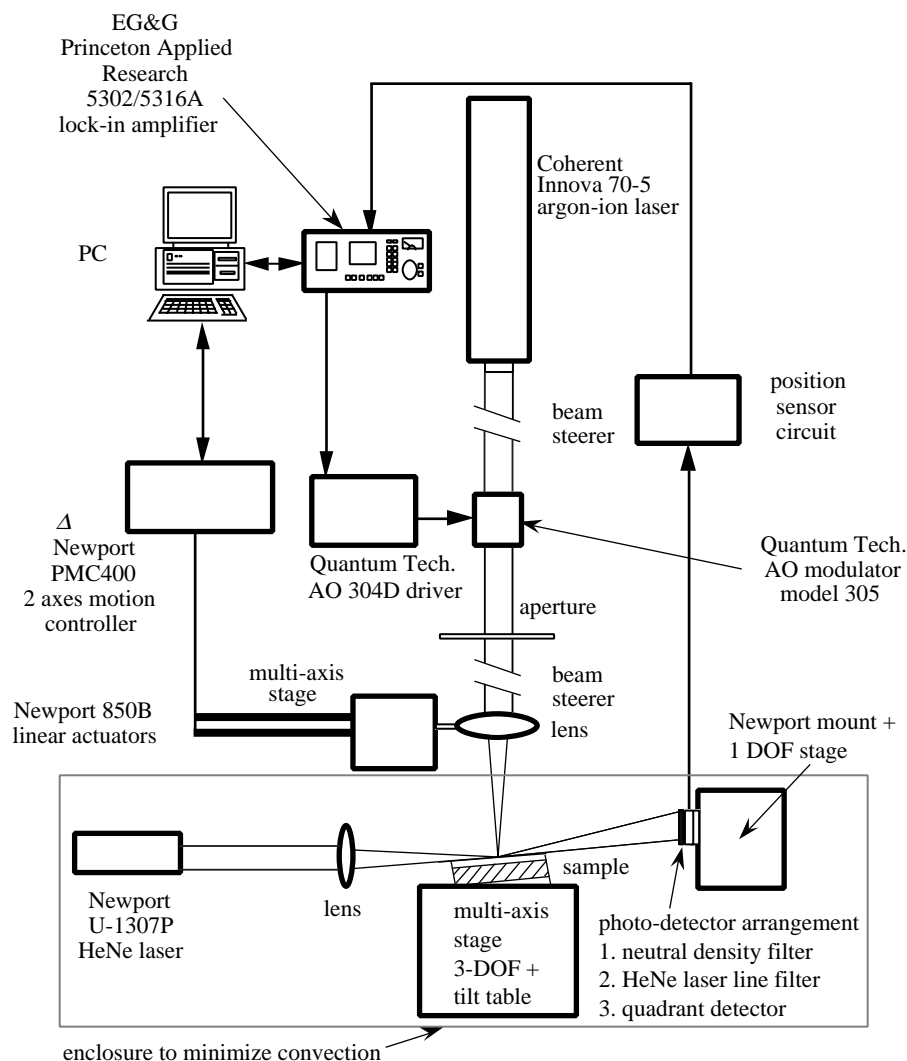 EG&G
Princeton Applied
Research
5302/5316A
lock-in amplifier
Coherent
Innova 70-5
argon-ion laser
PC
position
sensor
circuit
beam
steerer
Δ
Newport
PMC400
2 axes motion
controller
Quantum Tech.
AO 304D driver
Quantum Tech.
AO modulator
model 305
aperture
multi-axis
stage
beam
steerer
Newport 850B
linear actuators
lens
Newport mount +
1 DOF stage
sample
lens
Newport
U-1307P
HeNe laser
multi-axis
stage
3-DOF +
tilt table
photo-detector arrangement
1. neutral density filter
2. HeNe laser line filter
3. quadrant detector
enclosure to minimize convection